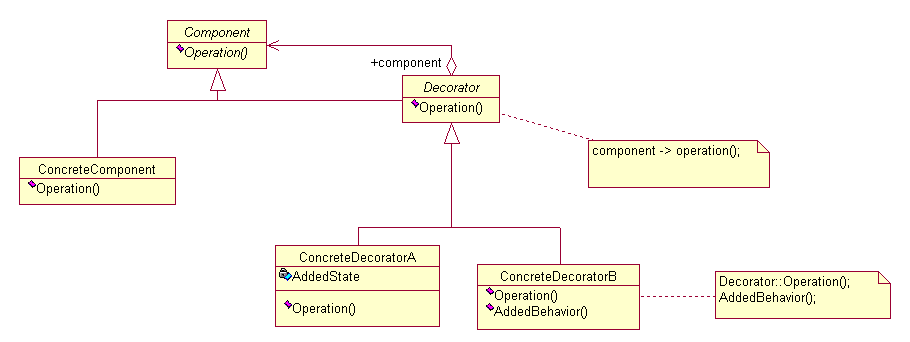 Component
Operation()
+component
Decorator
Operation()
component -> operation();
ConcreteComponent
Operation()
ConcreteDecoratorA
AddedState
Operation()
ConcreteDecoratorB
Operation()
AddedBehavior()
Decorator::Operation();
AddedBehavior();